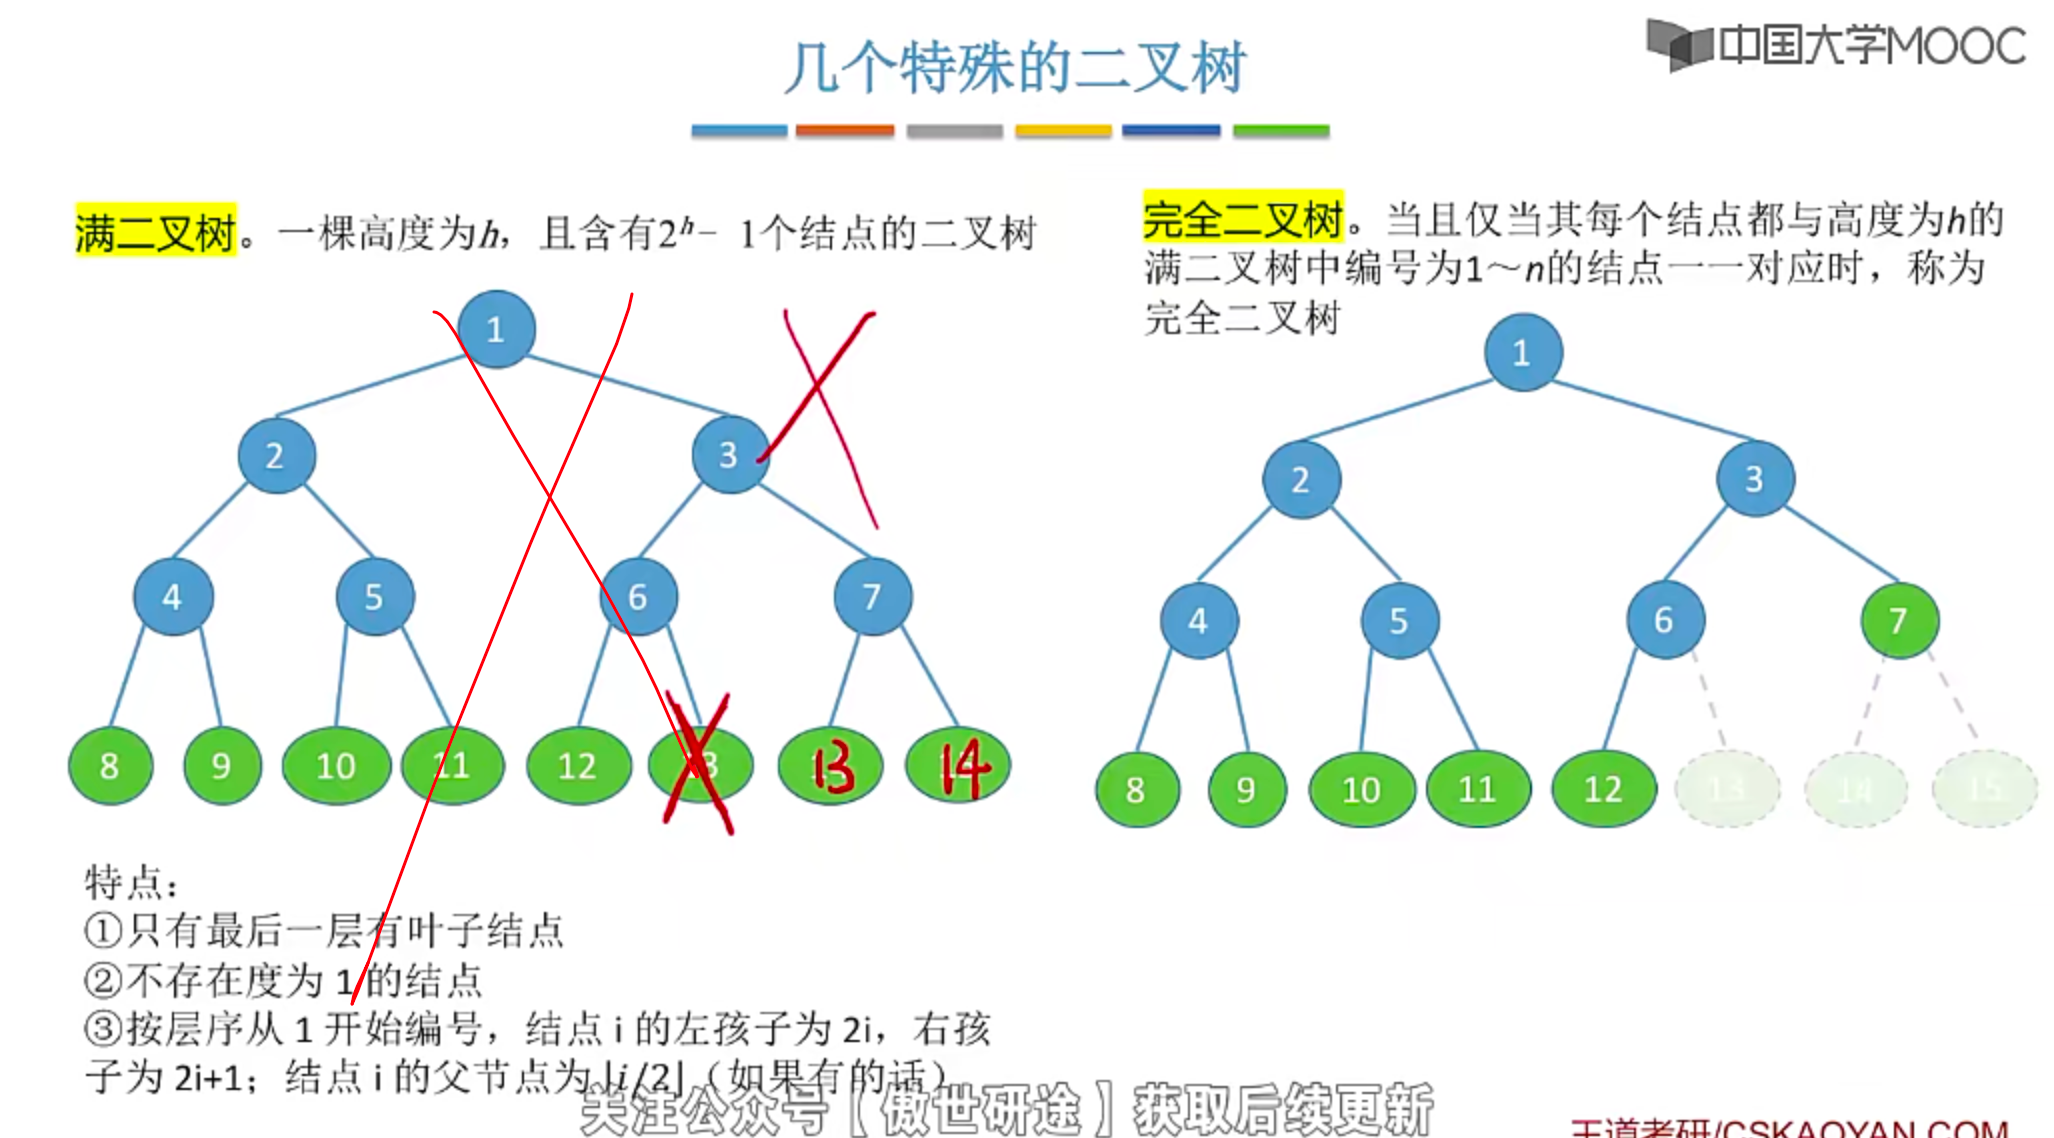 几个特殊的二叉树
中国大学MOOC
满二叉树。一棵高度为h，且含有2ʰ – 1个结点的二叉树
1
2
3
4
5
6
7
8
9
10
11
12
13
14
特点：
①只有最后一层有叶子结点
②不存在度为 1 的结点
③按层序从 1 开始编号，结点 i 的左孩子为 2i，右孩
子为 2i+1；结点 i 的父节点为⌊i/2⌋（如果有的话）
完全二叉树。当且仅当其每个结点都与高度为h的
满二叉树中编号为1～n的结点一一对应时，称为
完全二叉树
1
2
3
4
5
6
7
8
9
10
11
12
13
14
15
关注公众号【傲世研途】获取后续更新
王道考研/CSKAOYAN.COM